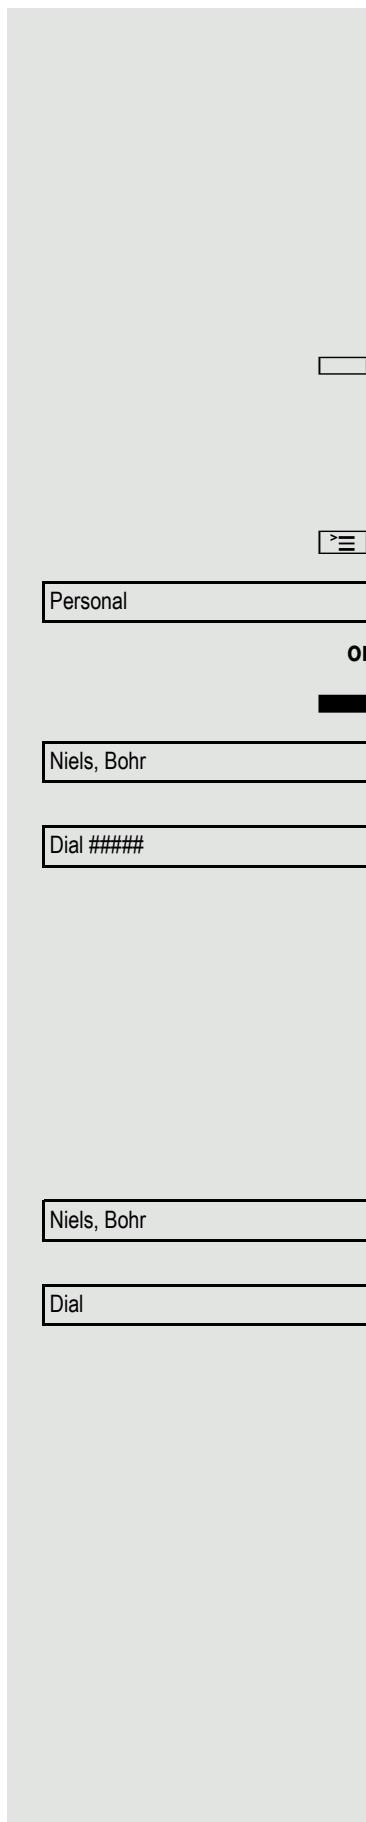 Personal
or
Niels, Bohr
Dial #####
Niels, Bohr
Dial